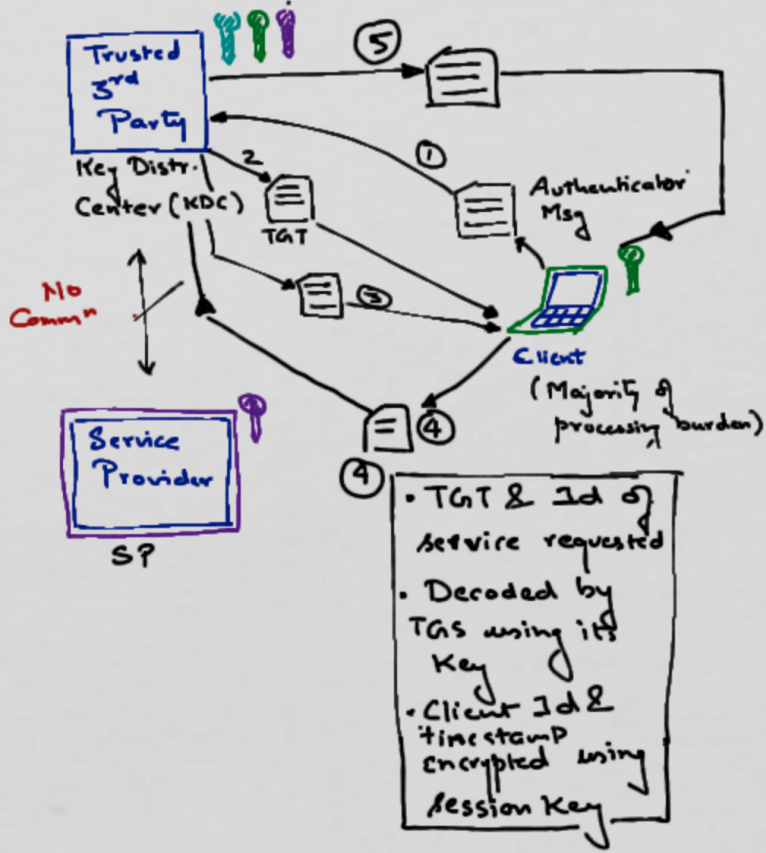 Trusted
3rd
Party
Key Distr.
Center (KDC)
5
1
2
TGT
Authenticator
Msg
3
No
Commn
Client
(Majority of
processing burden)
4
Service
Provider
SP
4
• TGT & Id of
service requested
• Decoded by
TGS using its
Key
• Client Id &
timestamp
encrypted using
session Key